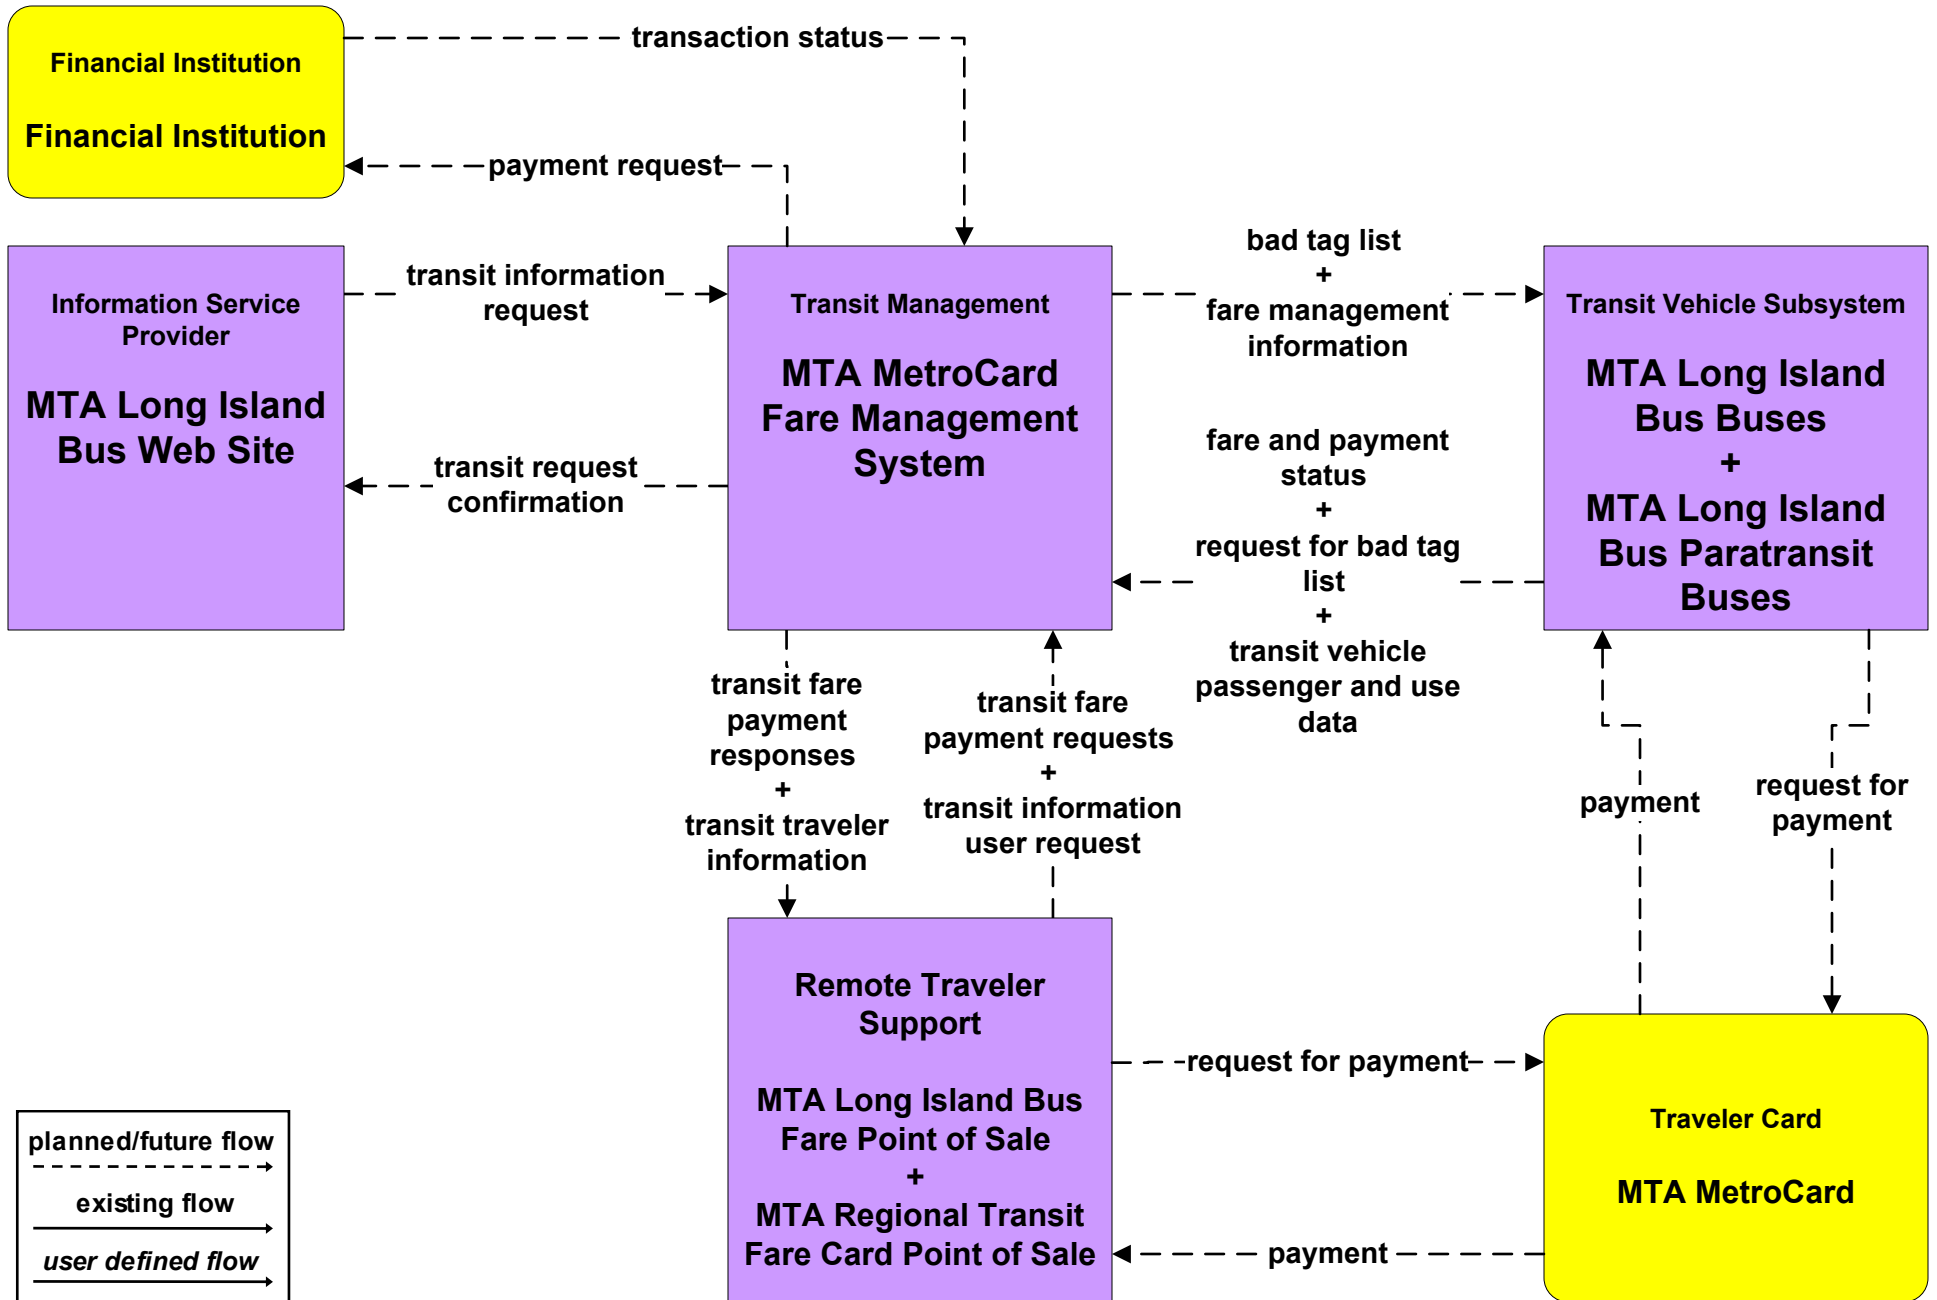 Financial Institution
Financial Institution
transaction status
payment request
Information Service
Provider
MTA Long Island
Bus Web Site
transit information
request
transit request
confirmation
Transit Management
MTA MetroCard
Fare Management
System
bad tag list
+
fare management
information
fare and payment
status
+
request for bad tag
list
+
transit vehicle
passenger and use
data
Transit Vehicle Subsystem
MTA Long Island
Bus Buses
+
MTA Long Island
Bus Paratransit
Buses
transit fare
payment
responses
+
transit traveler
information
transit fare
payment requests
+
transit information
user request
payment
request for
payment
Remote Traveler
Support
MTA Long Island Bus
Fare Point of Sale
+
MTA Regional Transit
Fare Card Point of Sale
request for payment
payment
Traveler Card
MTA MetroCard
planned/future flow
existing flow
user defined flow